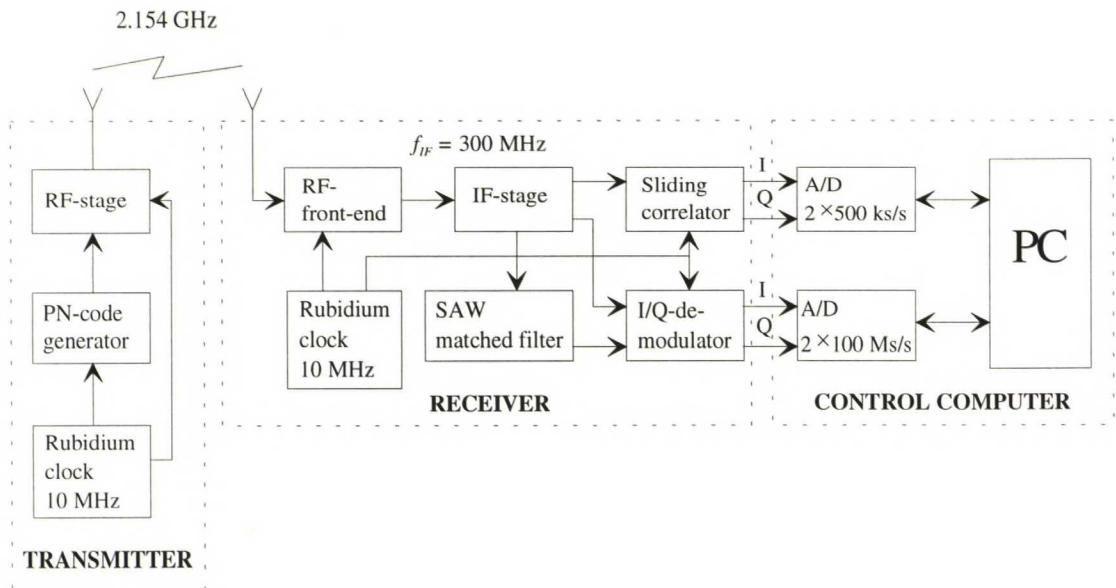 2.154 GHz
RF-stage
PN-code
generator
Rubidium
clock
10 MHz
TRANSMITTER
f_IF = 300 MHz
RF-
front-end
IF-stage
Sliding
correlator
Rubidium
clock
10 MHz
SAW
matched filter
I/Q-de-
modulator
I
Q
I
Q
RECEIVER
A/D
2 ×500 ks/s
A/D
2 ×100 Ms/s
PC
CONTROL COMPUTER